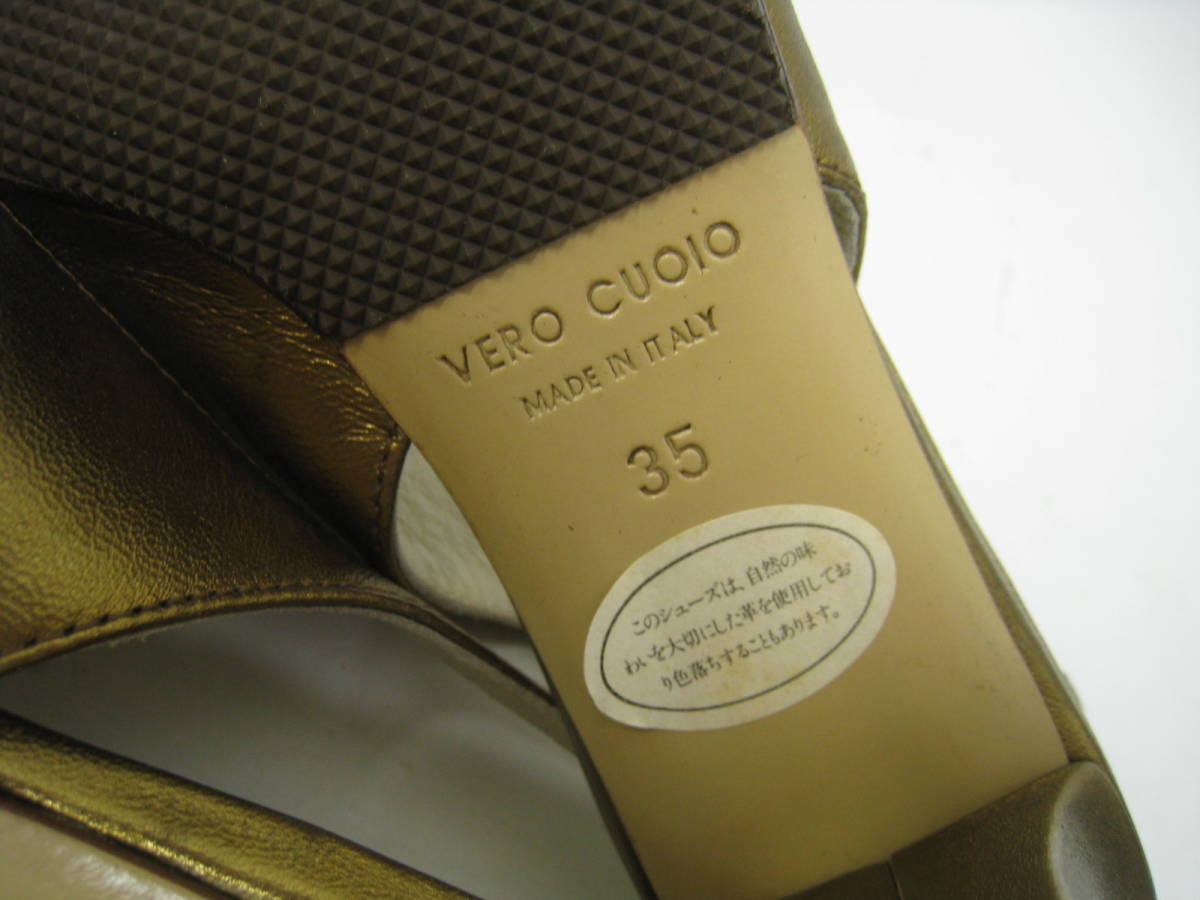 VERO CUOIO
MADE IN ITALY
35
このシューズは、自然の味
わいを大切にした革を使用してお
り色落ちすることもあります。